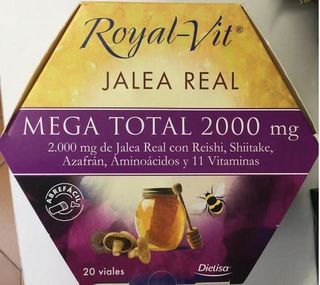 Royal-Vit®
JALEA REAL
MEGA TOTAL 2000 mg
2.000 mg de Jalea Real con Reishi, Shiitake,
Azafrán, Aminoácidos y 11 Vitaminas
ABREFÁCIL
20 viales
Dielisa®